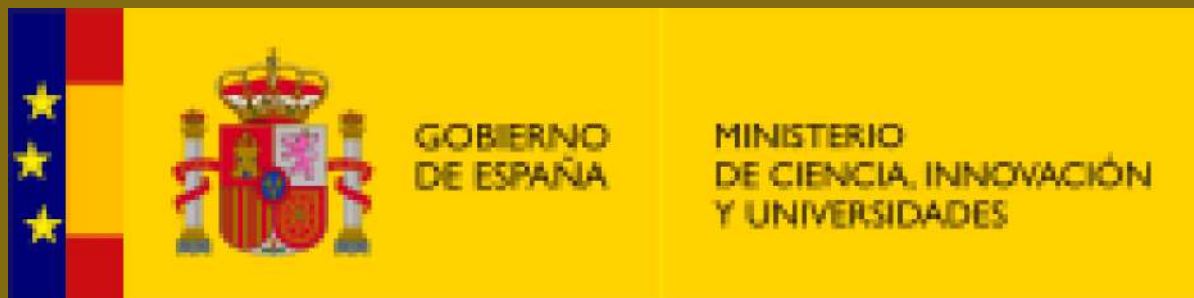 GOBIERNO
DE ESPAÑA
MINISTERIO
DE CIENCIA, INNOVACIÓN
Y UNIVERSIDADES